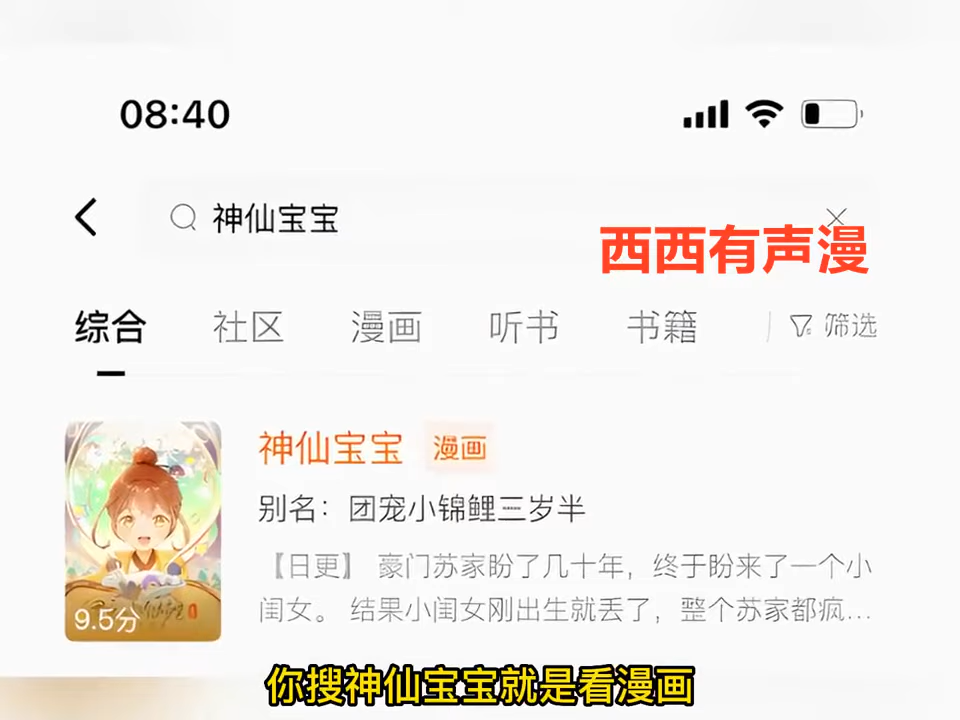 08:40
神仙宝宝
西西有声漫
综合 社区 漫画 听书 书籍 筛选
神仙宝宝 漫画
别名：团宠小锦鲤三岁半
【日更】 豪门苏家盼了几十年，终于盼来了一个小
闺女。结果小闺女刚出生就丢了，整个苏家都疯...
9.5分
你搜神仙宝宝就是看漫画